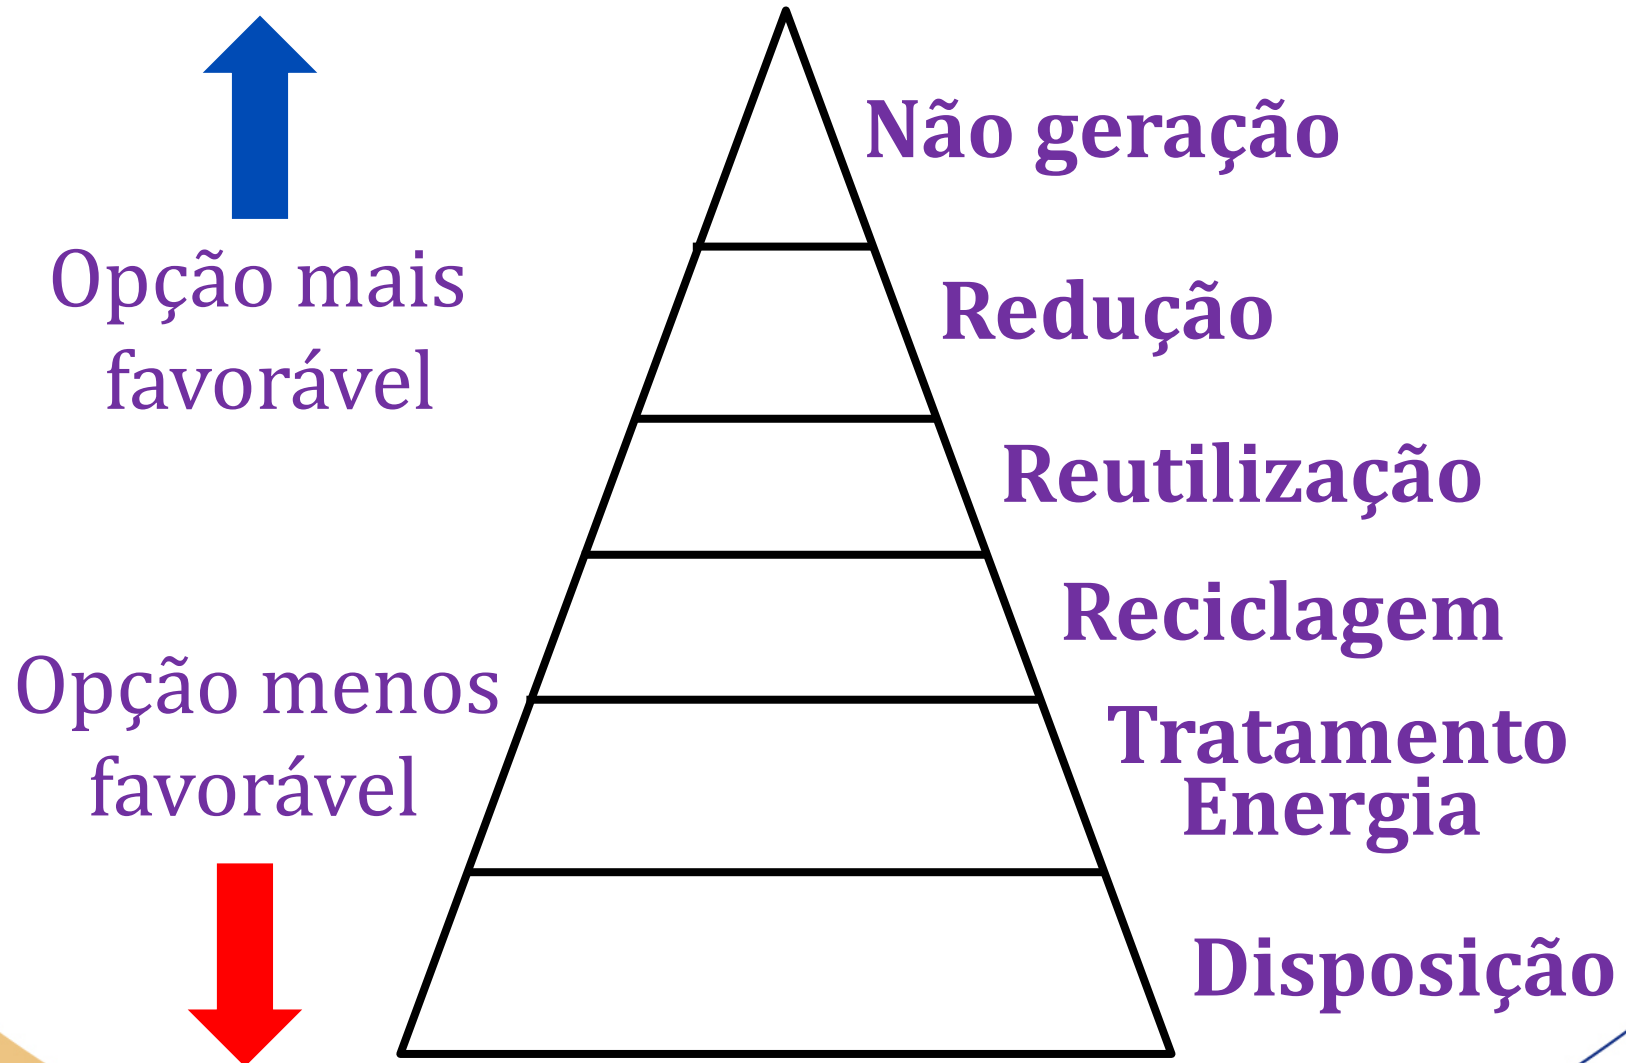 Não geração
Opção mais
favorável
Redução
Reutilização
Reciclagem
Opção menos
favorável
Tratamento
Energia
Disposição